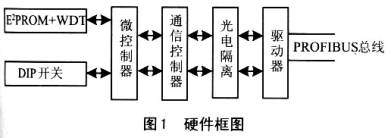 E²PROM+WDT
DIP开关
微控制器
通信控制器
光电隔离
驱动器
PROFIBUS总线
图1 硬件框图